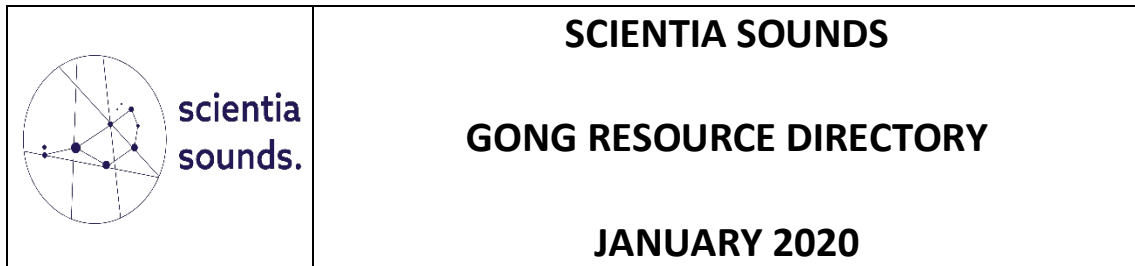 scientia
sounds.
SCIENTIA SOUNDS
GONG RESOURCE DIRECTORY
JANUARY 2020